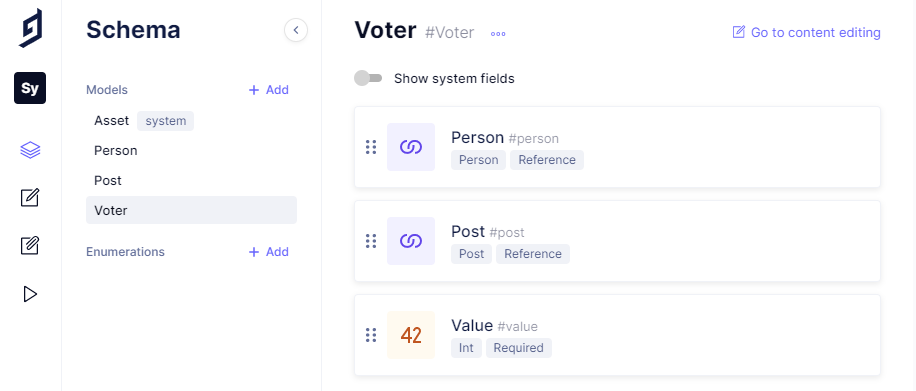 Schema
Sy
Models + Add
Asset system
Person
Post
Voter
Enumerations + Add
Voter #Voter
Go to content editing
Show system fields
Person #person
Person Reference
Post #post
Post Reference
42
Value #value
Int Required